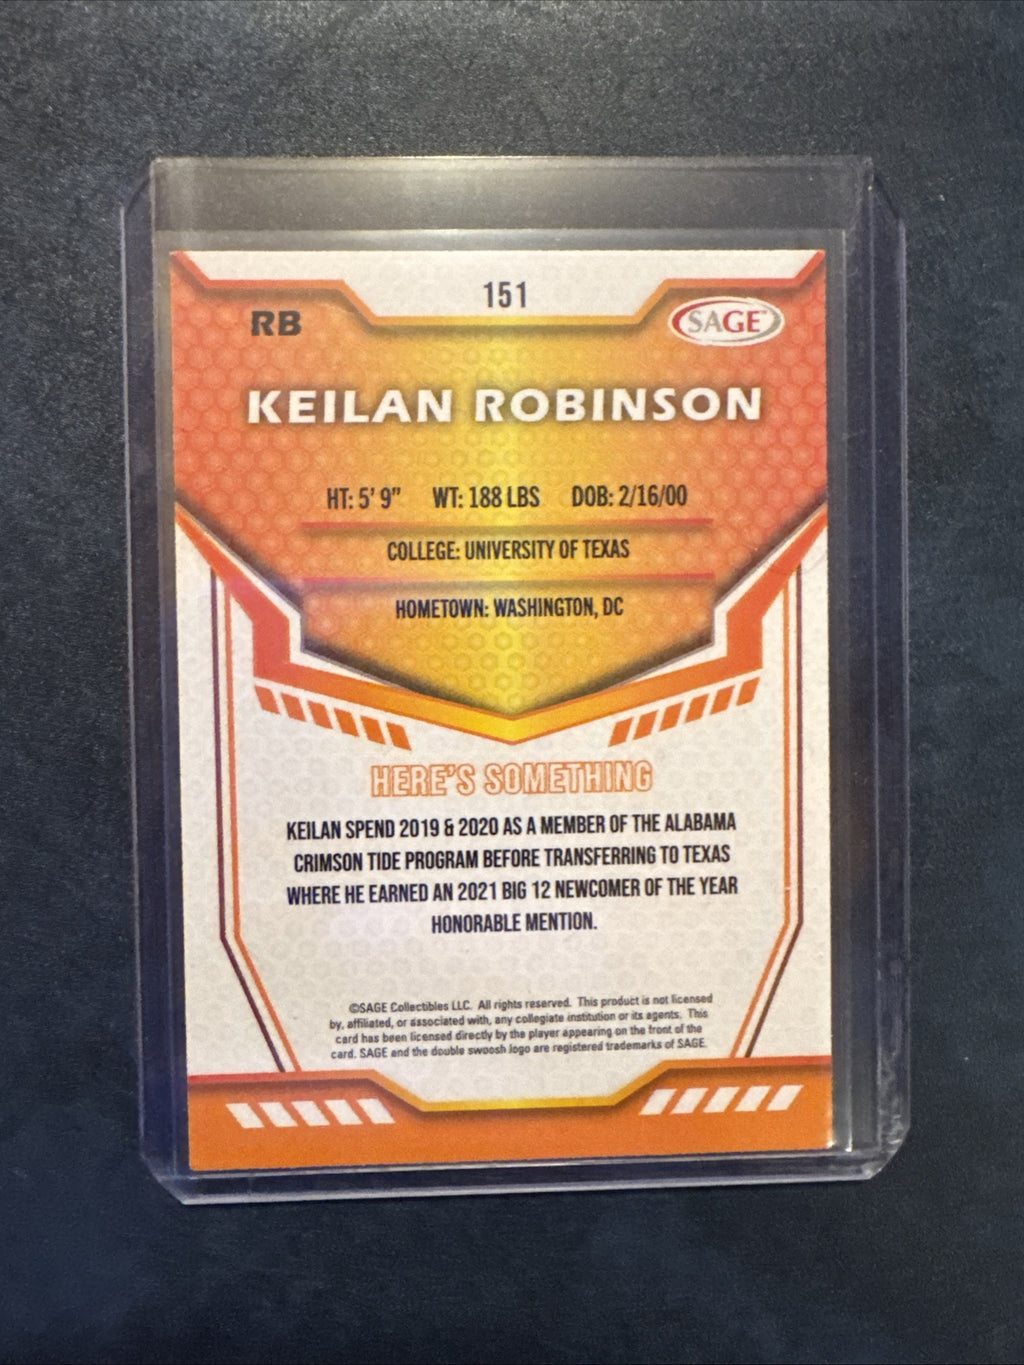 151
RB
SAGE™
KEILAN ROBINSON
HT: 5' 9" WT: 188 LBS DOB: 2/16/00
COLLEGE: UNIVERSITY OF TEXAS
HOMETOWN: WASHINGTON, DC
HERE'S SOMETHING
KEILAN SPEND 2019 & 2020 AS A MEMBER OF THE ALABAMA
CRIMSON TIDE PROGRAM BEFORE TRANSFERRING TO TEXAS
WHERE HE EARNED AN 2021 BIG 12 NEWCOMER OF THE YEAR
HONORABLE MENTION.
©SAGE Collectibles LLC. All rights reserved. This product is not licensed
by, affiliated, or associated with, any collegiate institution or its agents. This
card has been licensed directly by the player appearing on the front of the
card. SAGE and the double swoosh logo are registered trademarks of SAGE.